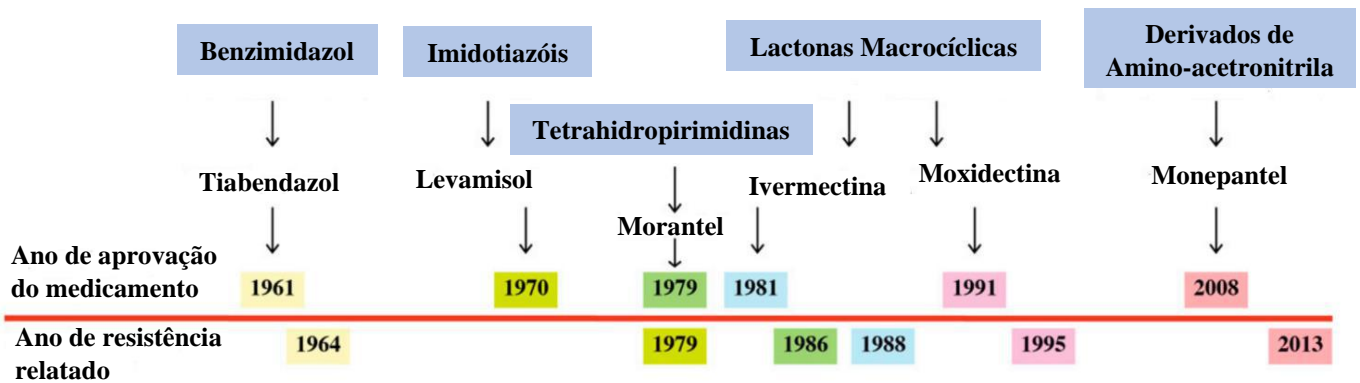 Benzimidazol
Imidotiazóis
Lactonas Macrocíclicas
Derivados de
Amino-acetronitrila
Tetrahidropirimidinas
Tiabendazol
Levamisol
Ivermectina
Moxidectina
Monepantel
Morantel
Ano de aprovação
do medicamento
1961
1970
1979
1981
1991
2008
Ano de resistência
relatado
1964
1979
1986
1988
1995
2013